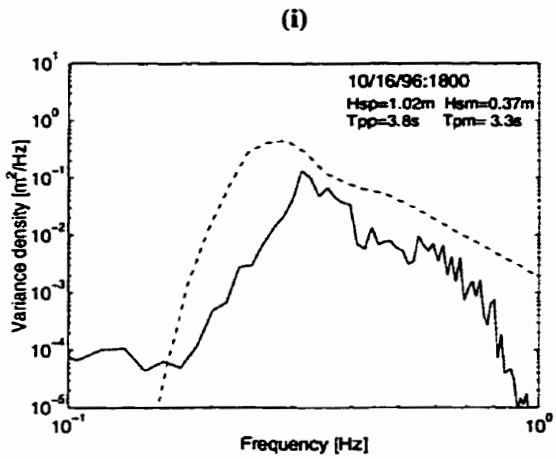 (i)
10/16/96:1800
Hsp=1.02m Hsm=0.37m
Tpp=3.8s Tpm= 3.3s
Variance density [m²/Hz]
10¹
10⁰
10⁻¹
10⁻²
10⁻³
10⁻⁴
10⁻⁵
10⁻¹
10⁰
Frequency [Hz]